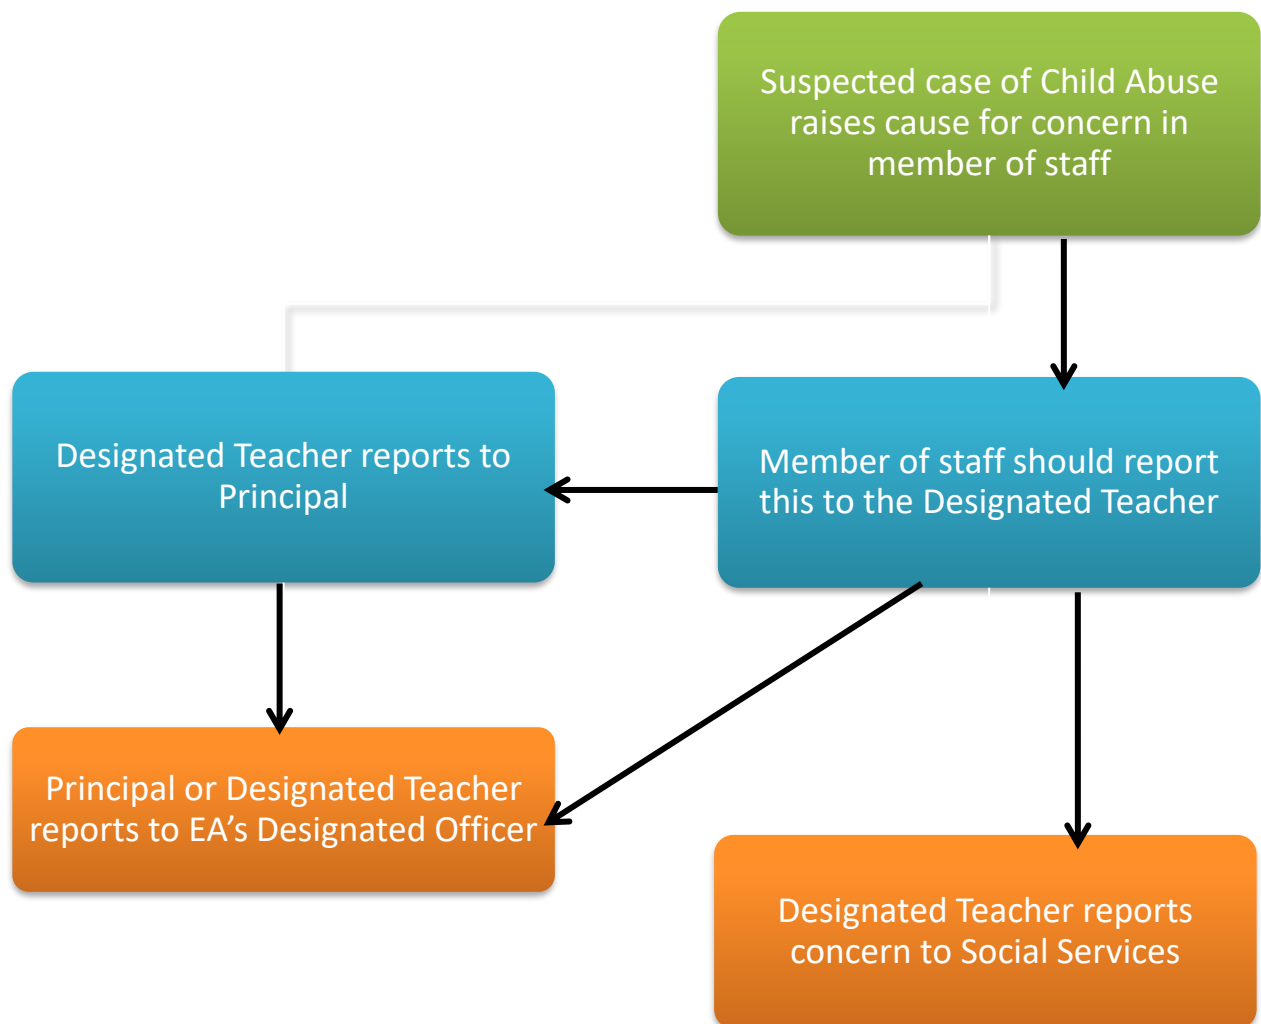 Suspected case of Child Abuse
raises cause for concern in
member of staff
Designated Teacher reports to
Principal
Member of staff should report
this to the Designated Teacher
Principal or Designated Teacher
reports to EA’s Designated Officer
Designated Teacher reports
concern to Social Services